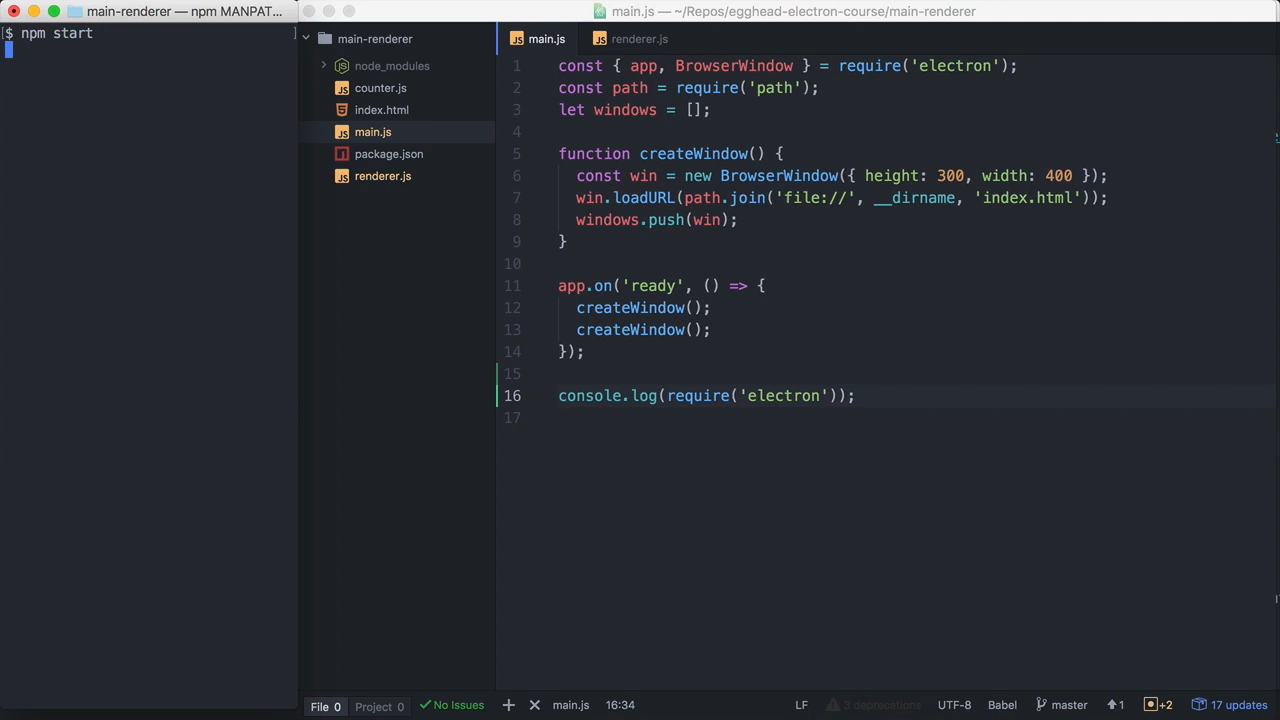 main-renderer — npm MANPAT...
[$ npm start ]
main.js — ~/Repos/egghead-electron-course/main-renderer
main-renderer
node_modules
counter.js
index.html
main.js
package.json
renderer.js
main.js
renderer.js
1 const { app, BrowserWindow } = require('electron');
2 const path = require('path');
3 let windows = [];
4
5 function createWindow() {
6 const win = new BrowserWindow({ height: 300, width: 400 });
7 win.loadURL(path.join('file://', __dirname, 'index.html'));
8 windows.push(win);
9 }
10
11 app.on('ready', () => {
12 createWindow();
13 createWindow();
14 });
15
16 console.log(require('electron'));
17
File 0 Project 0 No Issues main.js 16:34 LF 3 deprecations UTF-8 Babel master 1 +2 17 updates